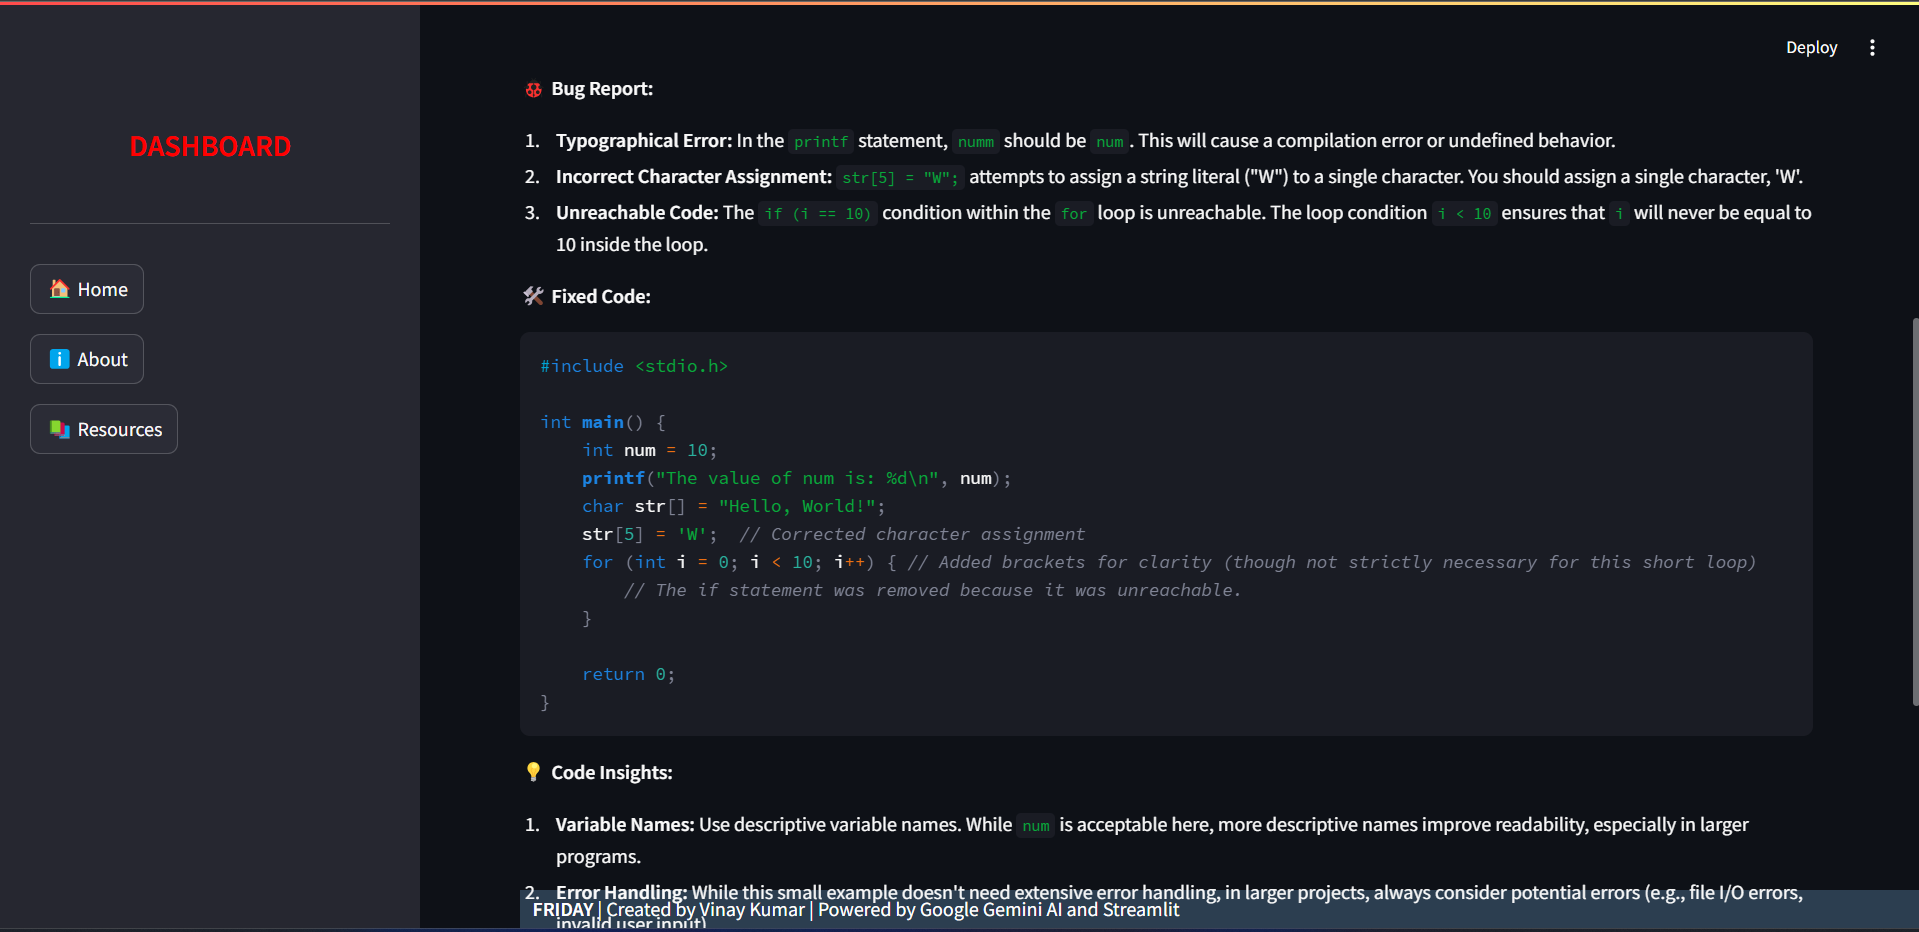 Deploy
DASHBOARD
Home
About
Resources
Bug Report:
1. Typographical Error: In the printf statement, numm should be num. This will cause a compilation error or undefined behavior.
2. Incorrect Character Assignment: str[5] = "W"; attempts to assign a string literal ("W") to a single character. You should assign a single character, 'W'.
3. Unreachable Code: The if (i == 10) condition within the for loop is unreachable. The loop condition i < 10 ensures that i will never be equal to
10 inside the loop.
Fixed Code:
#include <stdio.h>
int main() {
    int num = 10;
    printf("The value of num is: %d\n", num);
    char str[] = "Hello, World!";
    str[5] = 'W';  // Corrected character assignment
    for (int i = 0; i < 10; i++) { // Added brackets for clarity (though not strictly necessary for this short loop)
        // The if statement was removed because it was unreachable.
    }
    return 0;
}
Code Insights:
1. Variable Names: Use descriptive variable names. While num is acceptable here, more descriptive names improve readability, especially in larger
programs.
2. Error Handling: While this small example doesn't need extensive error handling, in larger projects, always consider potential errors (e.g., file I/O errors,
FRIDAY | Created by Vinay Kumar | Powered by Google Gemini AI and Streamlit
invalid user input)